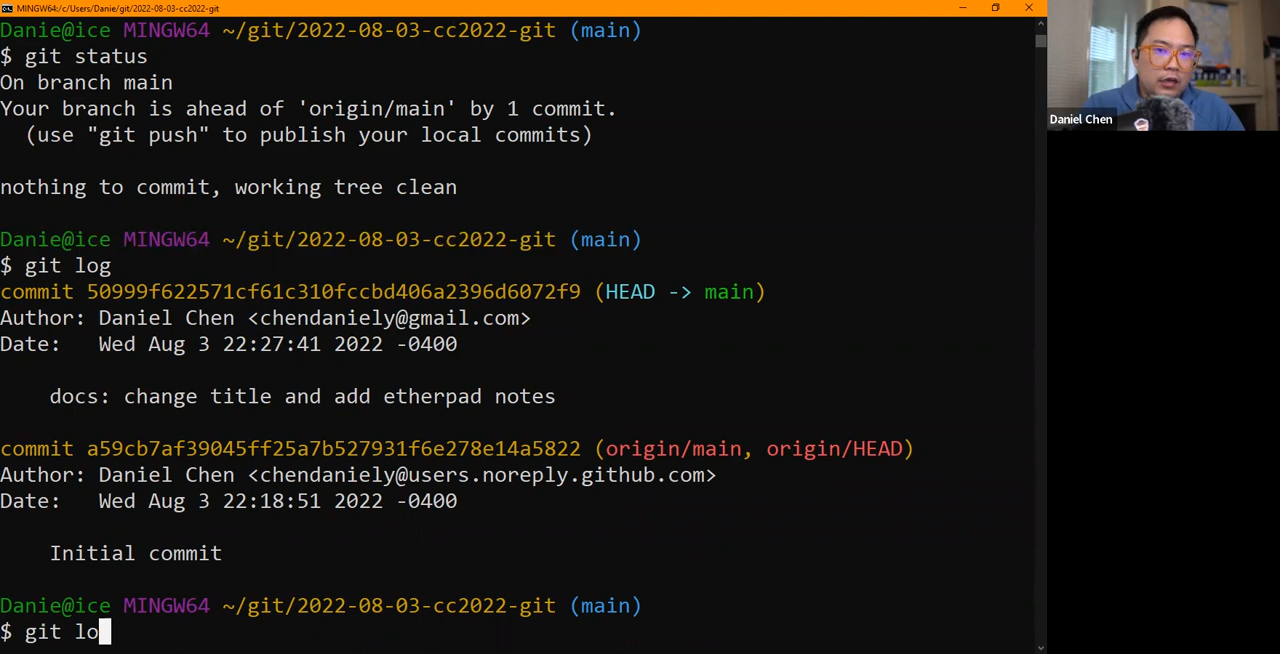 MINGW64:/c/Users/Danie/git/2022-08-03-cc2022-git
Danie@ice MINGW64 ~/git/2022-08-03-cc2022-git (main)
$ git status
On branch main
Your branch is ahead of 'origin/main' by 1 commit.
(use "git push" to publish your local commits)
nothing to commit, working tree clean
Danie@ice MINGW64 ~/git/2022-08-03-cc2022-git (main)
$ git log
commit 50999f622571cf61c310fccbd406a2396d6072f9 (HEAD -> main)
Author: Daniel Chen <chendaniely@gmail.com>
Date:   Wed Aug 3 22:27:41 2022 -0400
docs: change title and add etherpad notes
commit a59cb7af39045ff25a7b527931f6e278e14a5822 (origin/main, origin/HEAD)
Author: Daniel Chen <chendaniely@users.noreply.github.com>
Date:   Wed Aug 3 22:18:51 2022 -0400
Initial commit
Danie@ice MINGW64 ~/git/2022-08-03-cc2022-git (main)
$ git lo
Daniel Chen